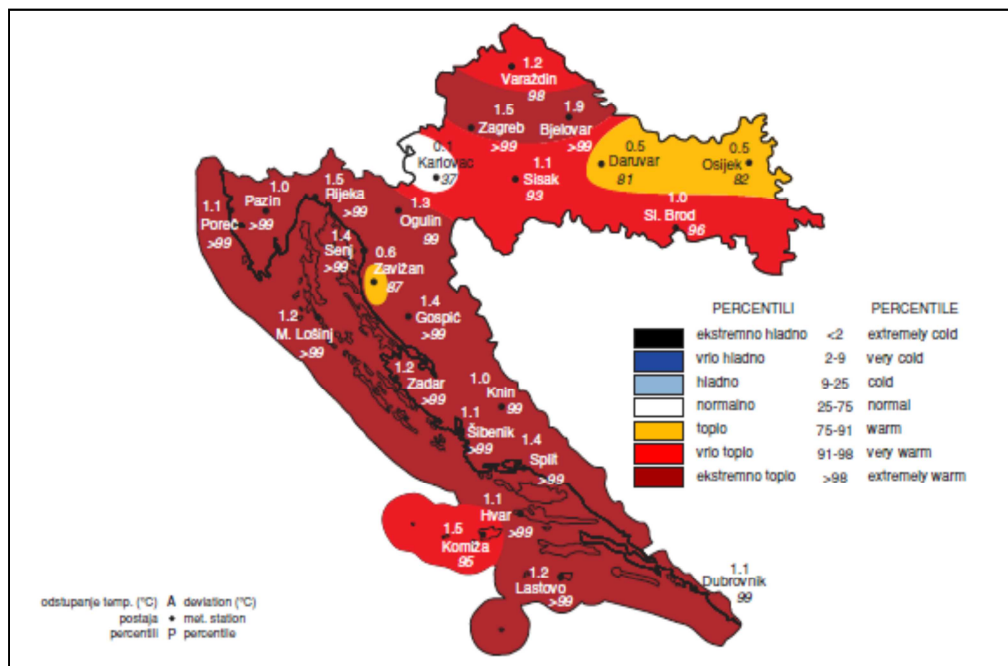 1.2
Varaždin
98
1.5
Zagreb
>99
1.9
Bjelovar
>99
0.1
Karlovac
37
1.1
Sisak
93
0.5
Daruvar
81
0.5
Osijek
82
1.0
Sl. Brod
96
1.1
Poreč
>99
1.0
Pazin
>99
1.5
Rijeka
>99
1.3
Ogulin
99
1.4
Senj
>99
0.6
Zavižan
87
1.2
M. Lošinj
>99
1.4
Gospić
>99
1.2
Zadar
>99
1.0
Knin
99
1.1
Šibenik
>99
1.4
Split
>99
1.1
Hvar
>99
1.5
Komiža
95
1.2
Lastovo
>99
1.1
Dubrovnik
99
PERCENTILI PERCENTILE
ekstremno hladno <2 extremely cold
vrlo hladno 2-9 very cold
hladno 9-25 cold
normalno 25-75 normal
toplo 75-91 warm
vrlo toplo 91-98 very warm
ekstremno toplo >98 extremely warm
odstupanje temp. (°C) A deviation (°C)
postaja met. station
percentili P percentile